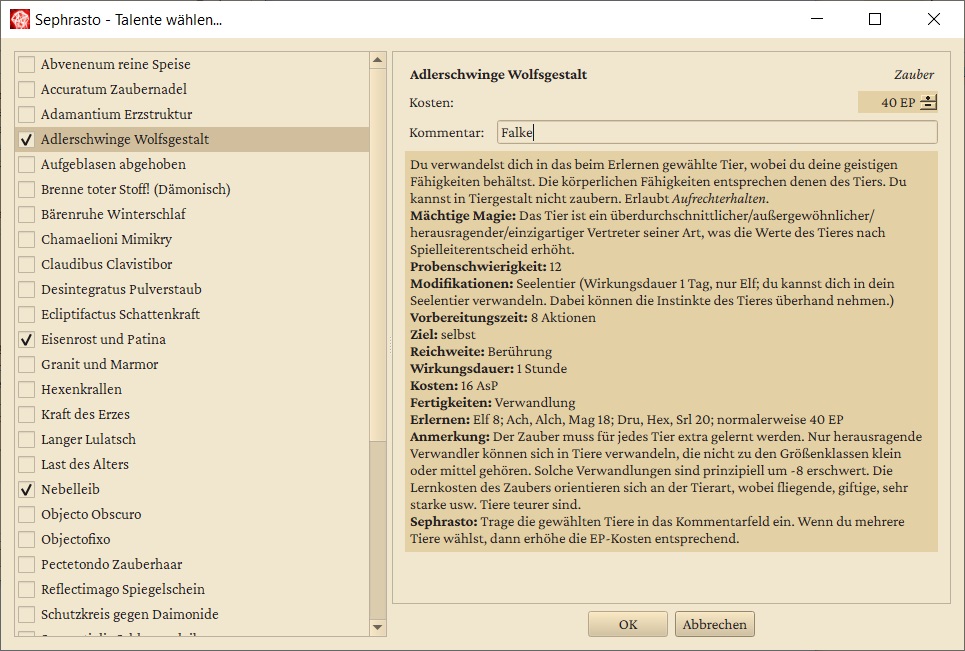 Sephrasto - Talente wählen...
Abvenenum reine Speise
Accuratum Zaubernadel
Adamantium Erzstruktur
Adlerschwinge Wolfsgestalt
Aufgeblasen abgehoben
Brenne toter Stoff! (Dämonisch)
Bärenruhe Winterschlaf
Chamaelioni Mimikry
Claudibus Clavistibor
Desintegratus Pulverstaub
Ecliptifactus Schattenkraft
Eisenrost und Patina
Granit und Marmor
Hexenkrallen
Kraft des Erzes
Langer Lulatsch
Last des Alters
Nebelleib
Objecto Obscuro
Objectofixo
Pectetondo Zauberhaar
Reflectimago Spiegelschein
Schutzkreis gegen Daimonide
Adlerschwinge Wolfsgestalt
Zauber
Kosten:
40 EP
Kommentar:
Falke
Du verwandelst dich in das beim Erlernen gewählte Tier, wobei du deine geistigen
Fähigkeiten behältst. Die körperlichen Fähigkeiten entsprechen denen des Tiers. Du
kannst in Tiergestalt nicht zaubern. Erlaubt Aufrechterhalten.
Mächtige Magie: Das Tier ist ein überdurchschnittlicher/außergewöhnlicher/
herausragender/einzigartiger Vertreter seiner Art, was die Werte des Tieres nach
Spielleiterentscheid erhöht.
Probenschwierigkeit: 12
Modifikationen: Seelentier (Wirkungsdauer 1 Tag, nur Elf; du kannst dich in dein
Seelentier verwandeln. Dabei können die Instinkte des Tieres überhand nehmen.)
Vorbereitungszeit: 8 Aktionen
Ziel: selbst
Reichweite: Berührung
Wirkungsdauer: 1 Stunde
Kosten: 16 AsP
Fertigkeiten: Verwandlung
Erlernen: Elf 8; Ach, Alch, Mag 18; Dru, Hex, Srl 20; normalerweise 40 EP
Anmerkung: Der Zauber muss für jedes Tier extra gelernt werden. Nur herausragende
Verwandler können sich in Tiere verwandeln, die nicht zu den Größenklassen klein
oder mittel gehören. Solche Verwandlungen sind prinzipiell um -8 erschwert. Die
Lernkosten des Zaubers orientieren sich an der Tierart, wobei fliegende, giftige, sehr
starke usw. Tiere teurer sind.
Sephrasto: Trage die gewählten Tiere in das Kommentarfeld ein. Wenn du mehrere
Tiere wählst, dann erhöhe die EP-Kosten entsprechend.
OK
Abbrechen